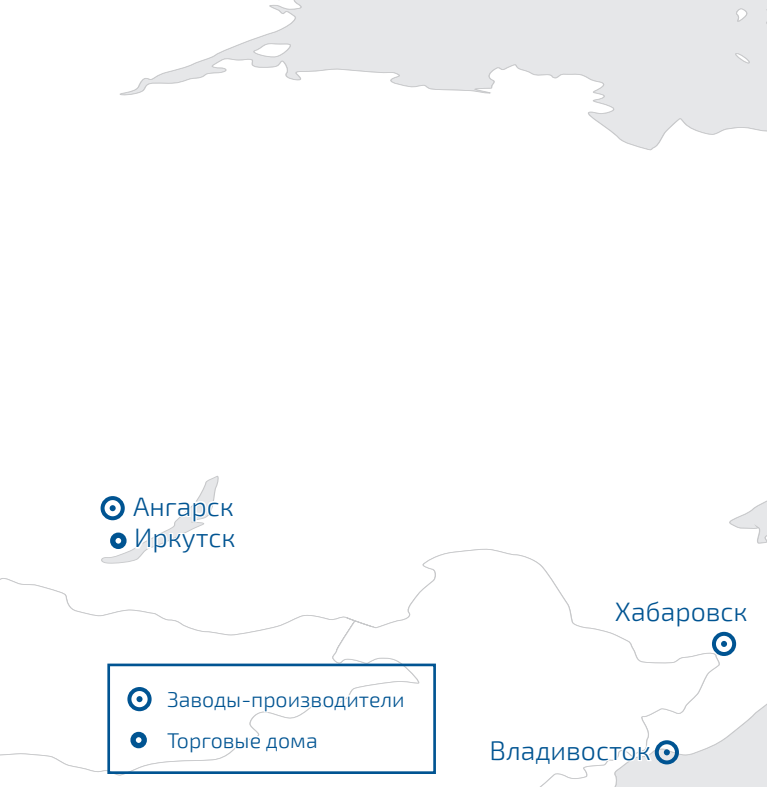 Ангарск
Иркутск
Хабаровск
Заводы-производители
Торговые дома
Владивосток